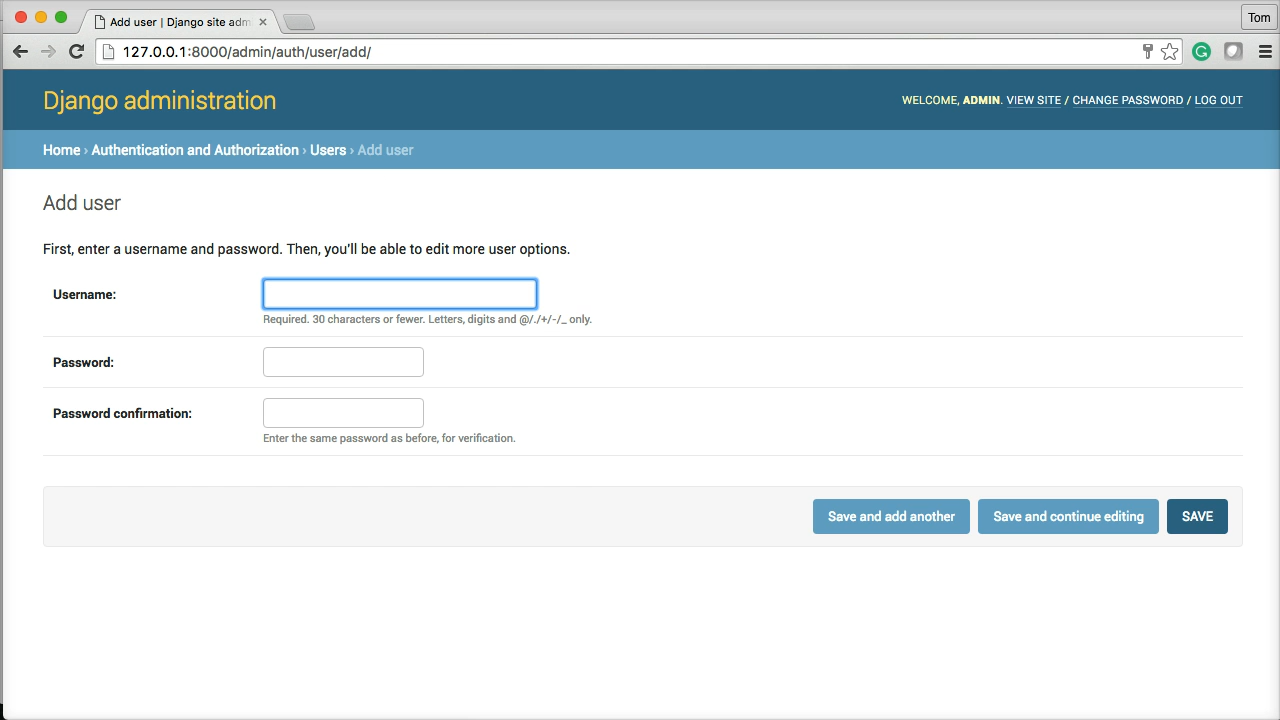 Add user | Django site adm
Tom
127.0.0.1:8000/admin/auth/user/add/
Django administration
WELCOME, ADMIN. VIEW SITE / CHANGE PASSWORD / LOG OUT
Home › Authentication and Authorization › Users › Add user
Add user
First, enter a username and password. Then, you'll be able to edit more user options.
Username:
Required. 30 characters or fewer. Letters, digits and @/./+/-/_ only.
Password:
Password confirmation:
Enter the same password as before, for verification.
Save and add another
Save and continue editing
SAVE